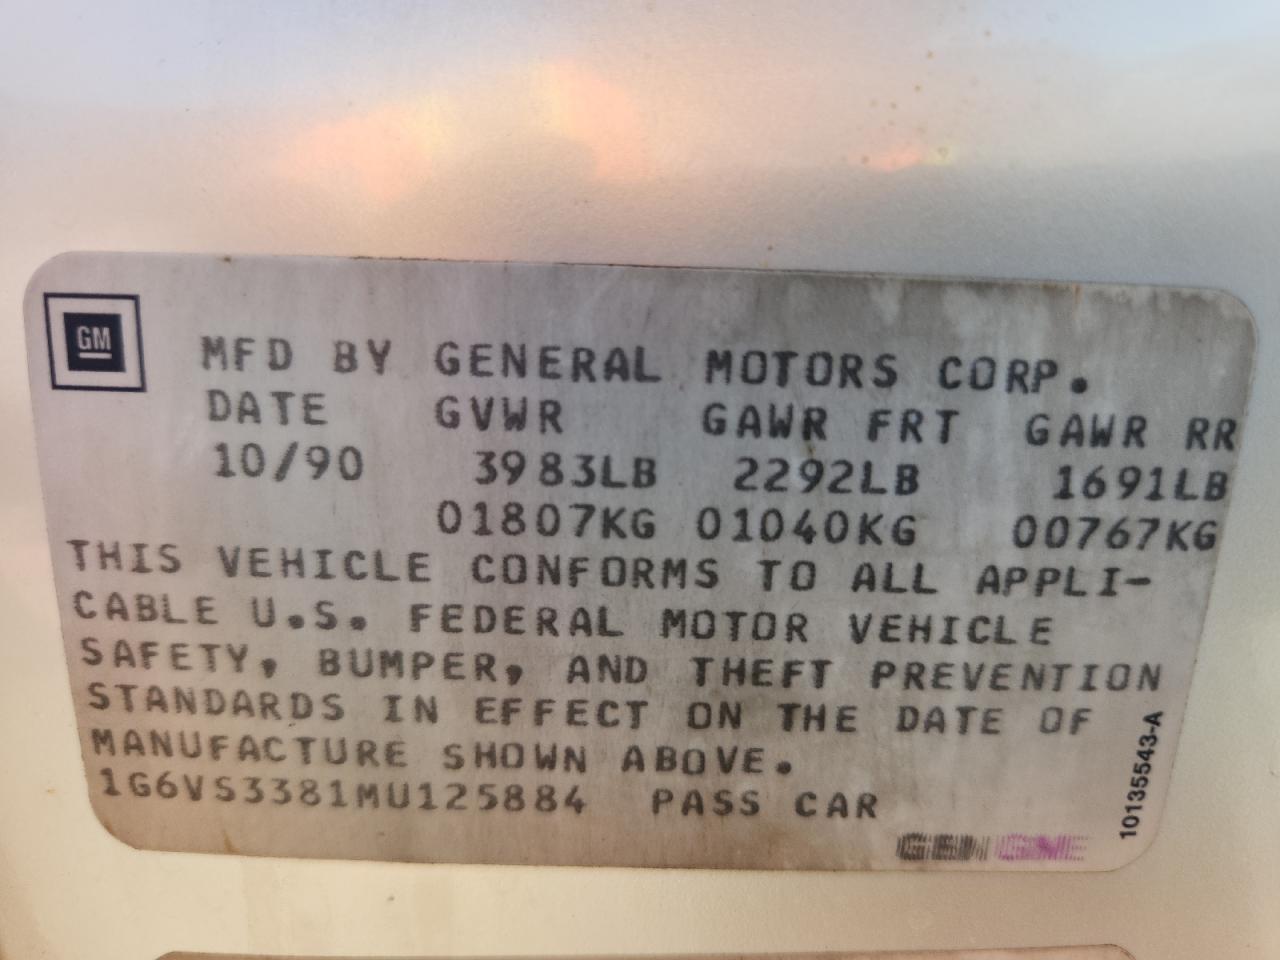 GM
MFD BY GENERAL MOTORS CORP.
DATE GVWR GAWR FRT GAWR RR
10/90 3983LB 2292LB 1691LB
01807KG 01040KG 00767KG
THIS VEHICLE CONFORMS TO ALL APPLI-
CABLE U.S. FEDERAL MOTOR VEHICLE
SAFETY, BUMPER, AND THEFT PREVENTION
STANDARDS IN EFFECT ON THE DATE OF
MANUFACTURE SHOWN ABOVE.
1G6VS3381MU125884 PASS CAR
10135543-A